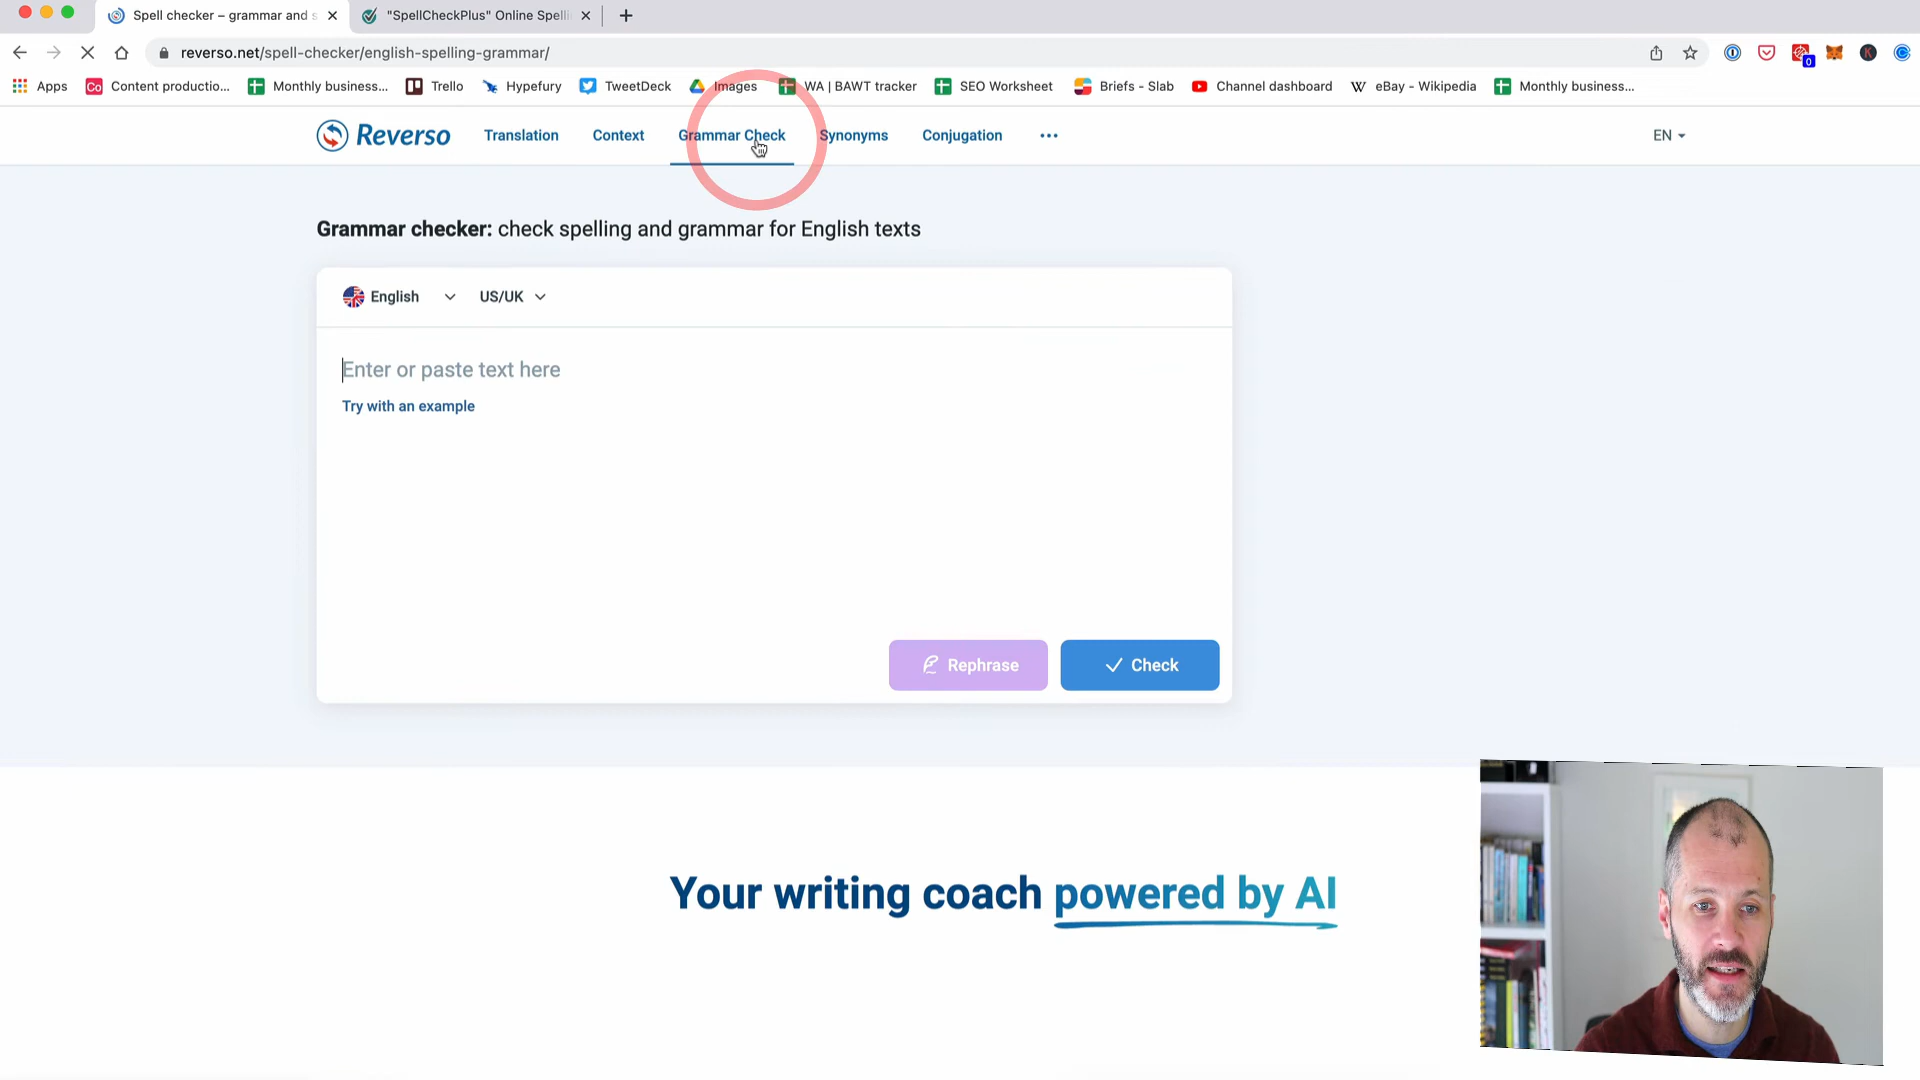 Spell checker – grammar and s
"SpellCheckPlus" Online Spelli
reverso.net/spell-checker/english-spelling-grammar/
0
K
Apps
Co Content productio...
Monthly business...
Trello
Hypefury
TweetDeck
Images
WA | BAWT tracker
SEO Worksheet
Briefs - Slab
Channel dashboard
W eBay - Wikipedia
Monthly business...
Reverso Translation Context Grammar Check Synonyms Conjugation ••• EN
Grammar checker: check spelling and grammar for English texts
English US/UK
Enter or paste text here
Try with an example
Rephrase Check
Your writing coach powered by AI